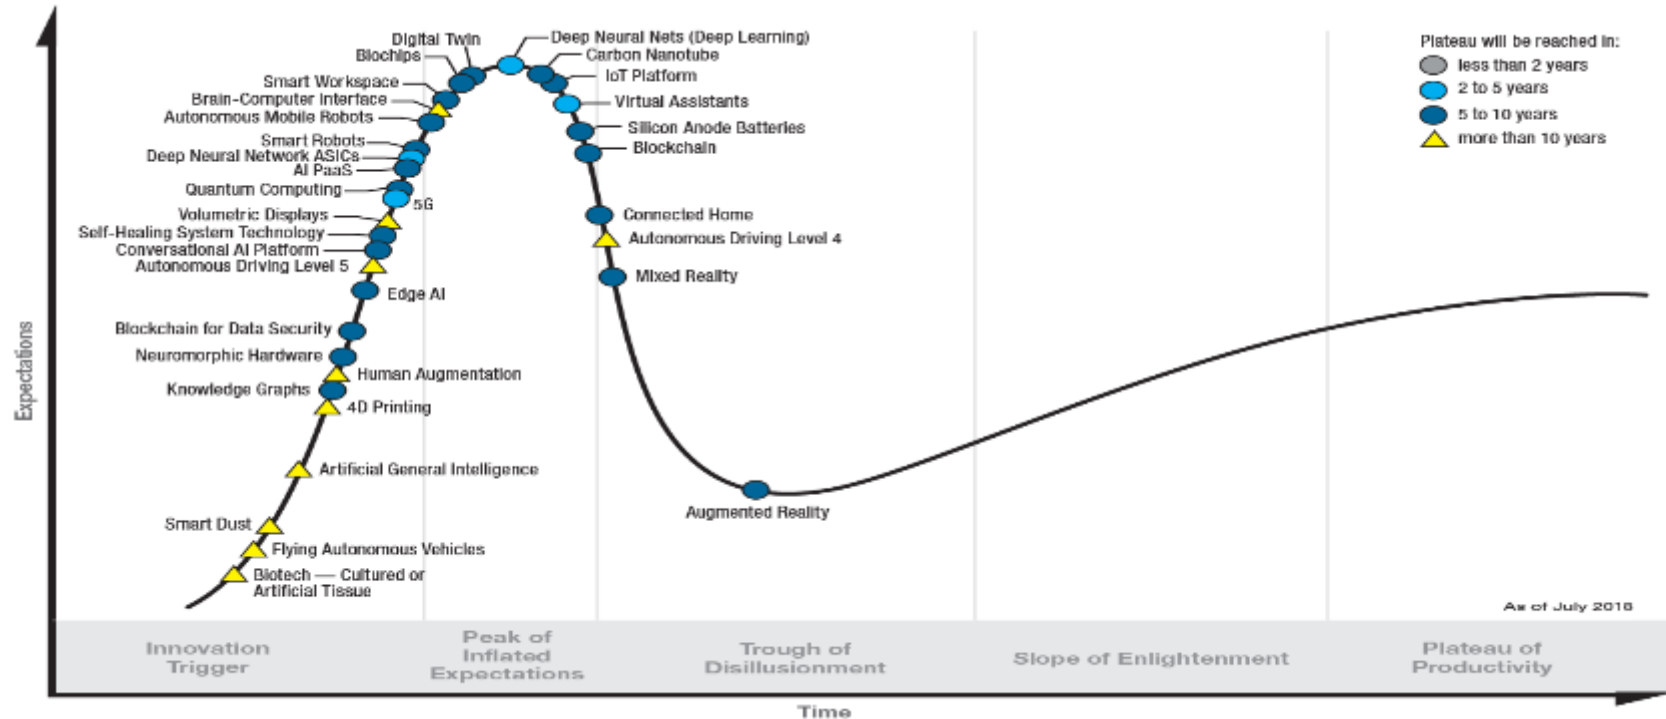 Digital Twin
Biochips
Smart Workspace
Brain-Computer Interface
Autonomous Mobile Robots
Smart Robots
Deep Neural Network ASICs
AI PaaS
Quantum Computing
5G
Volumetric Displays
Self-Healing System Technology
Conversational AI Platform
Autonomous Driving Level 5
Edge AI
Blockchain for Data Security
Neuromorphic Hardware
Human Augmentation
Knowledge Graphs
4D Printing
Artificial General Intelligence
Smart Dust
Flying Autonomous Vehicles
Biotech — Cultured or
Artificial Tissue
Deep Neural Nets (Deep Learning)
Carbon Nanotube
IoT Platform
Virtual Assistants
Silicon Anode Batteries
Blockchain
Connected Home
Autonomous Driving Level 4
Mixed Reality
Augmented Reality
Plateau will be reached in:
less than 2 years
2 to 5 years
5 to 10 years
more than 10 years
As of July 2018
Expectations
Innovation
Trigger
Peak of
Inflated
Expectations
Trough of
Disillusionment
Slope of Enlightenment
Plateau of
Productivity
Time